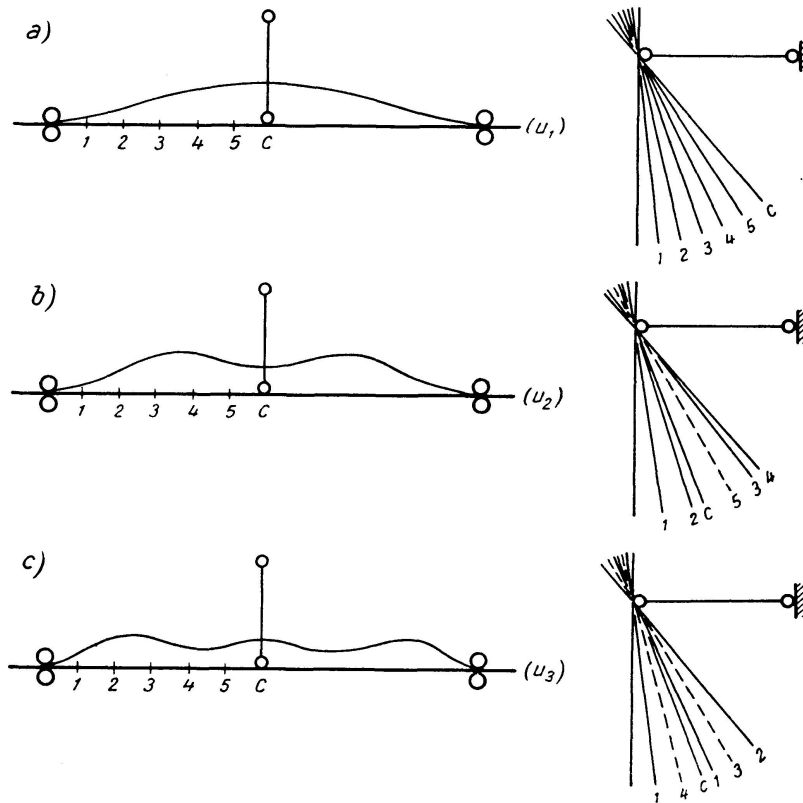 a)
(u₁)
1 2 3 4 5 C
1 2 3 4 5 C
b)
(u₂)
1 2 3 4 5 C
1 2 C 5 3 4
c)
(u₃)
1 2 3 4 5 C
1 4 C 1 3 2